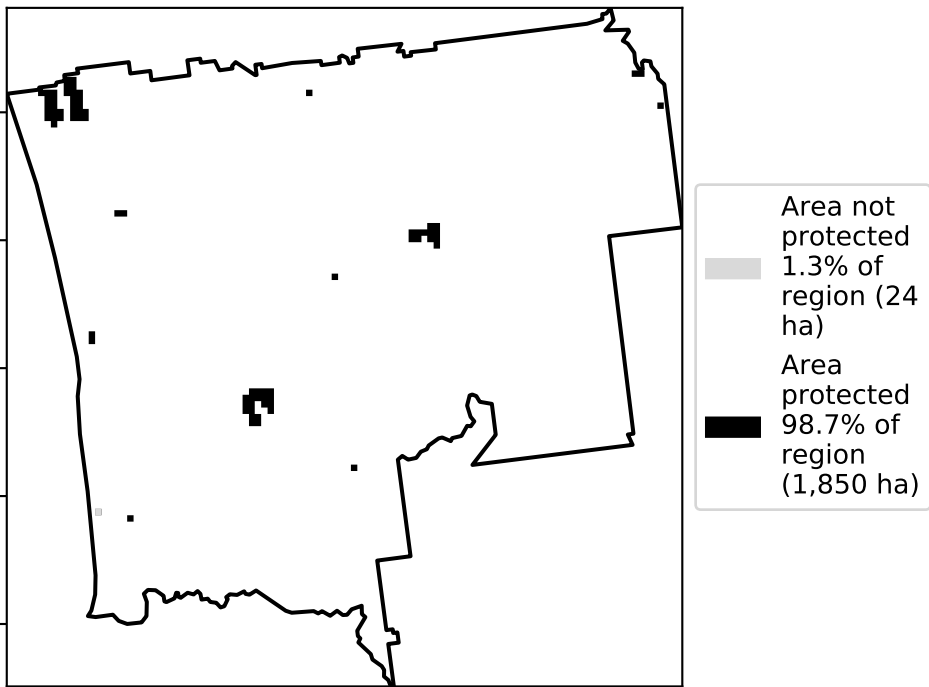 Area not
protected
1.3% of
region (24
ha)
Area
protected
98.7% of
region
(1,850 ha)